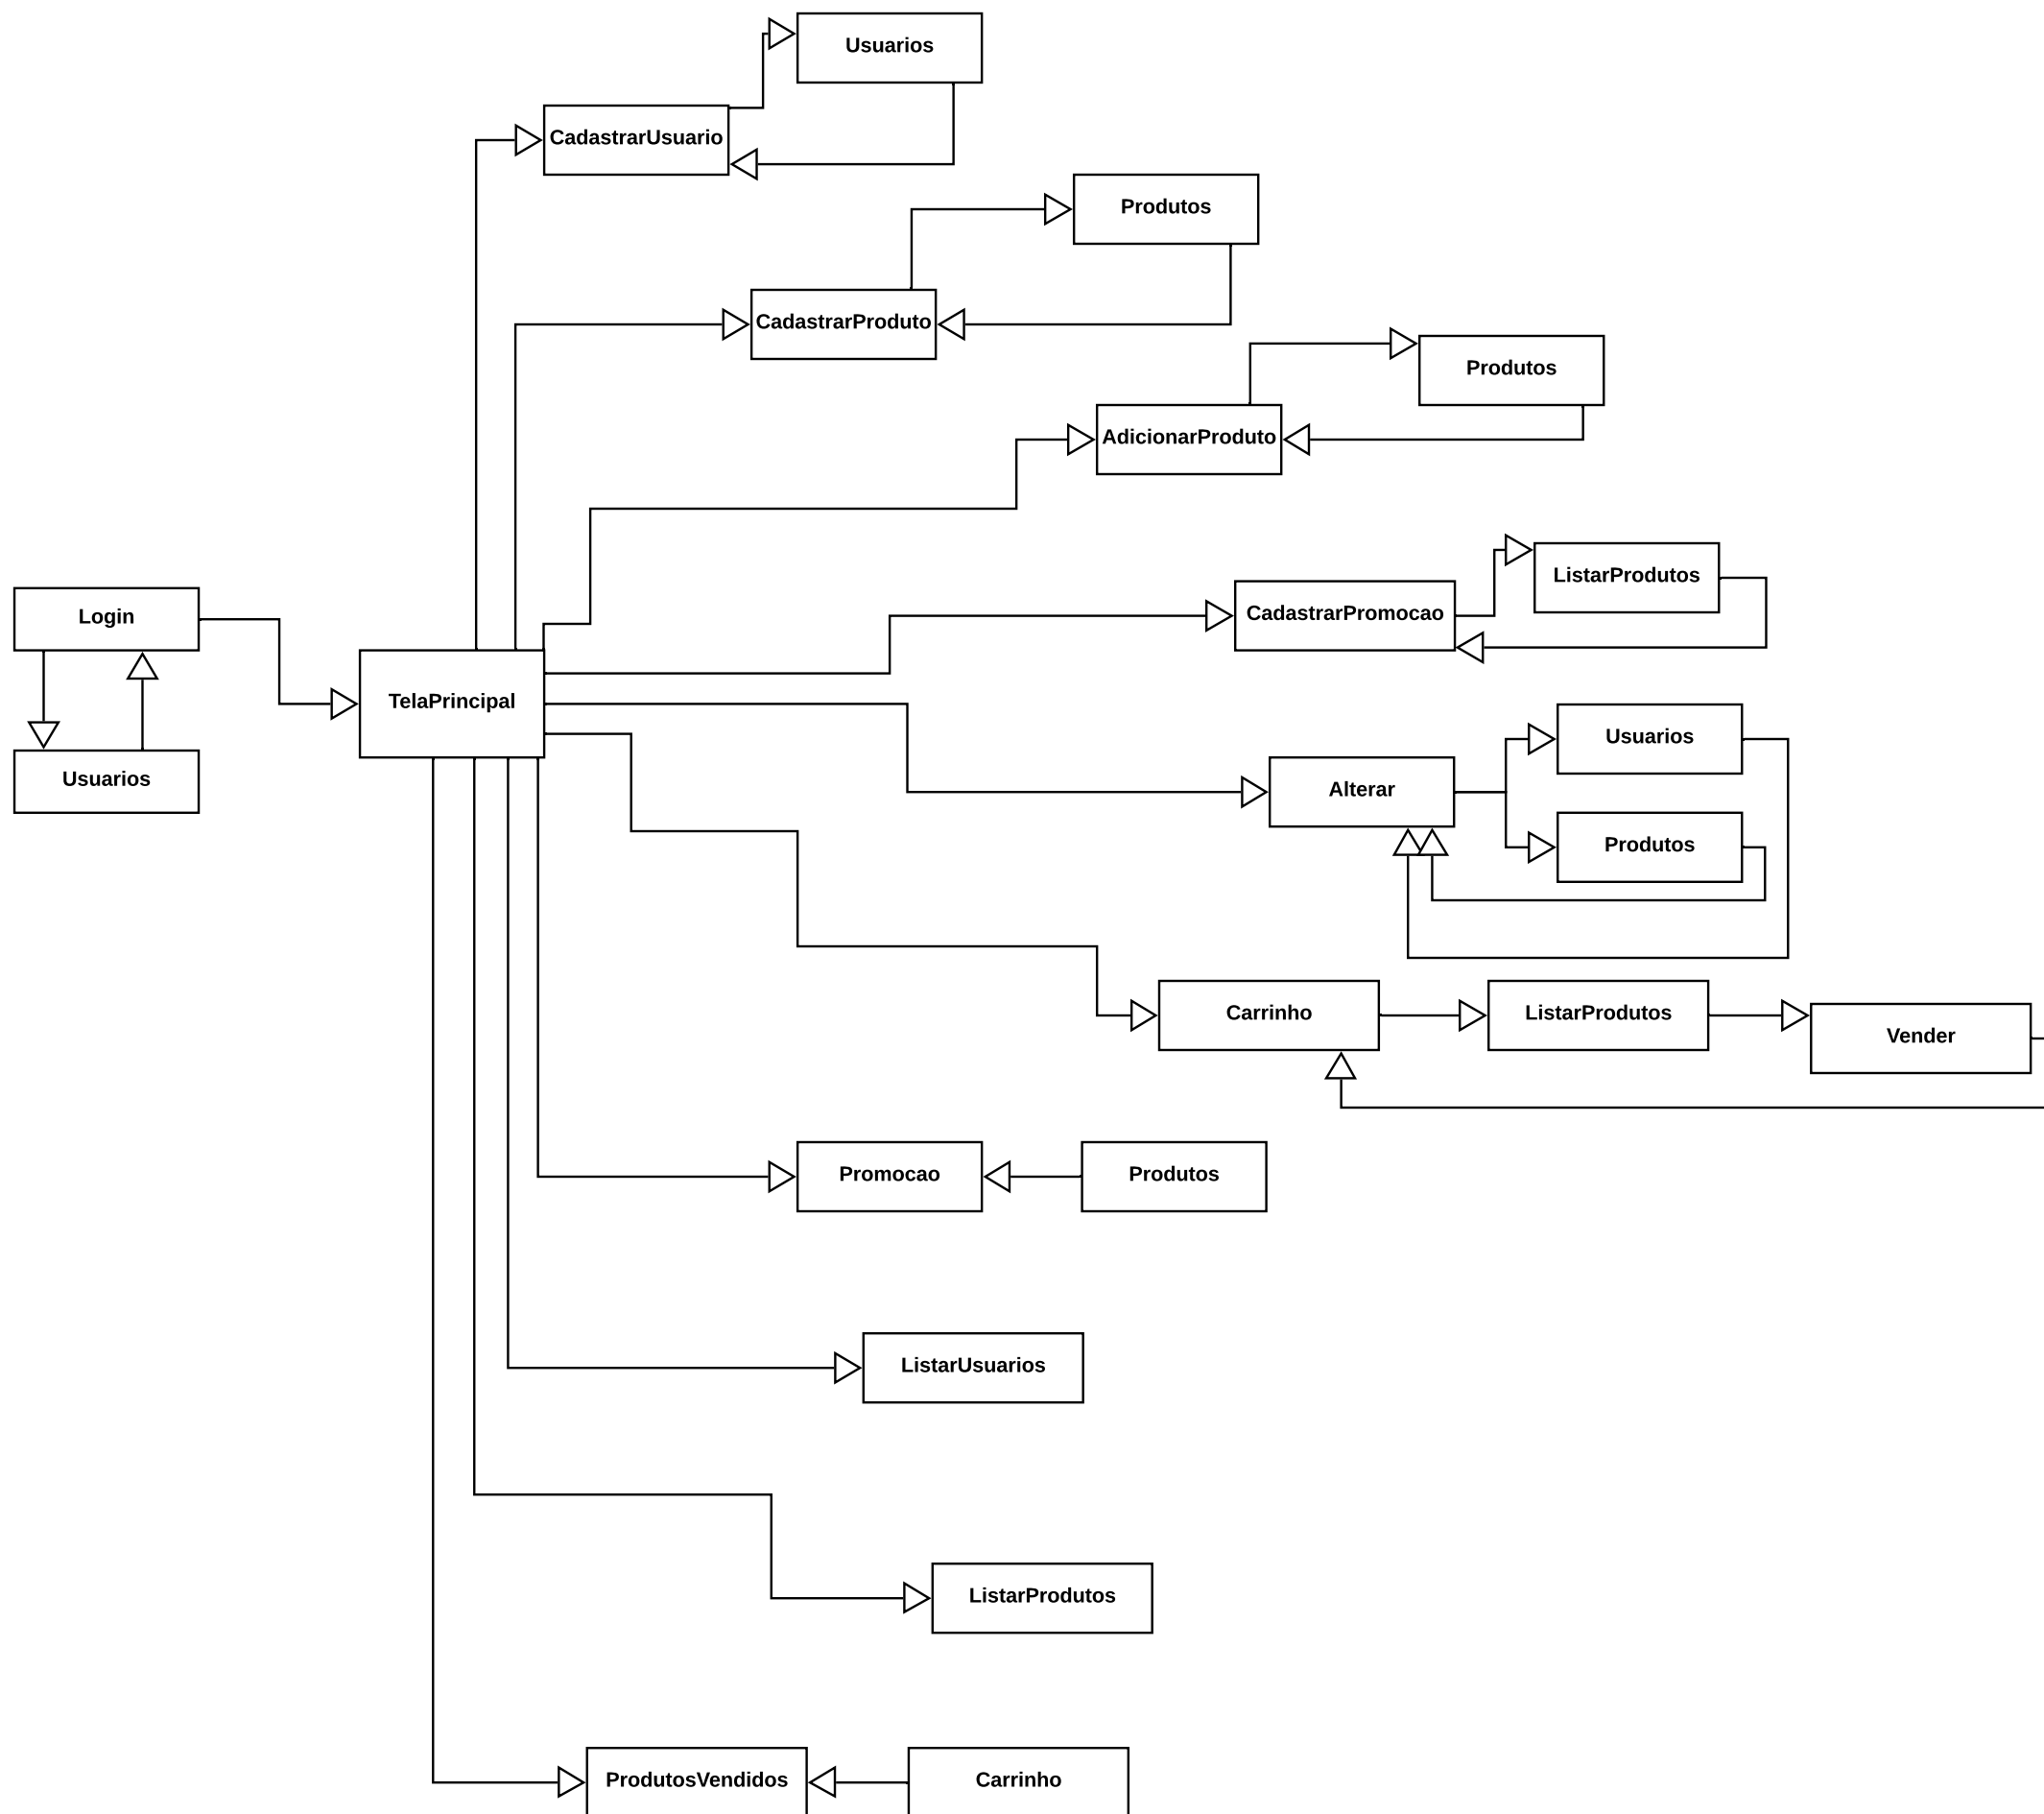 Usuarios
CadastrarUsuario
Produtos
CadastrarProduto
Produtos
AdicionarProduto
ListarProdutos
CadastrarPromocao
Login
TelaPrincipal
Usuarios
Usuarios
Alterar
Produtos
Carrinho
ListarProdutos
Vender
Promocao
Produtos
ListarUsuarios
ListarProdutos
ProdutosVendidos
Carrinho